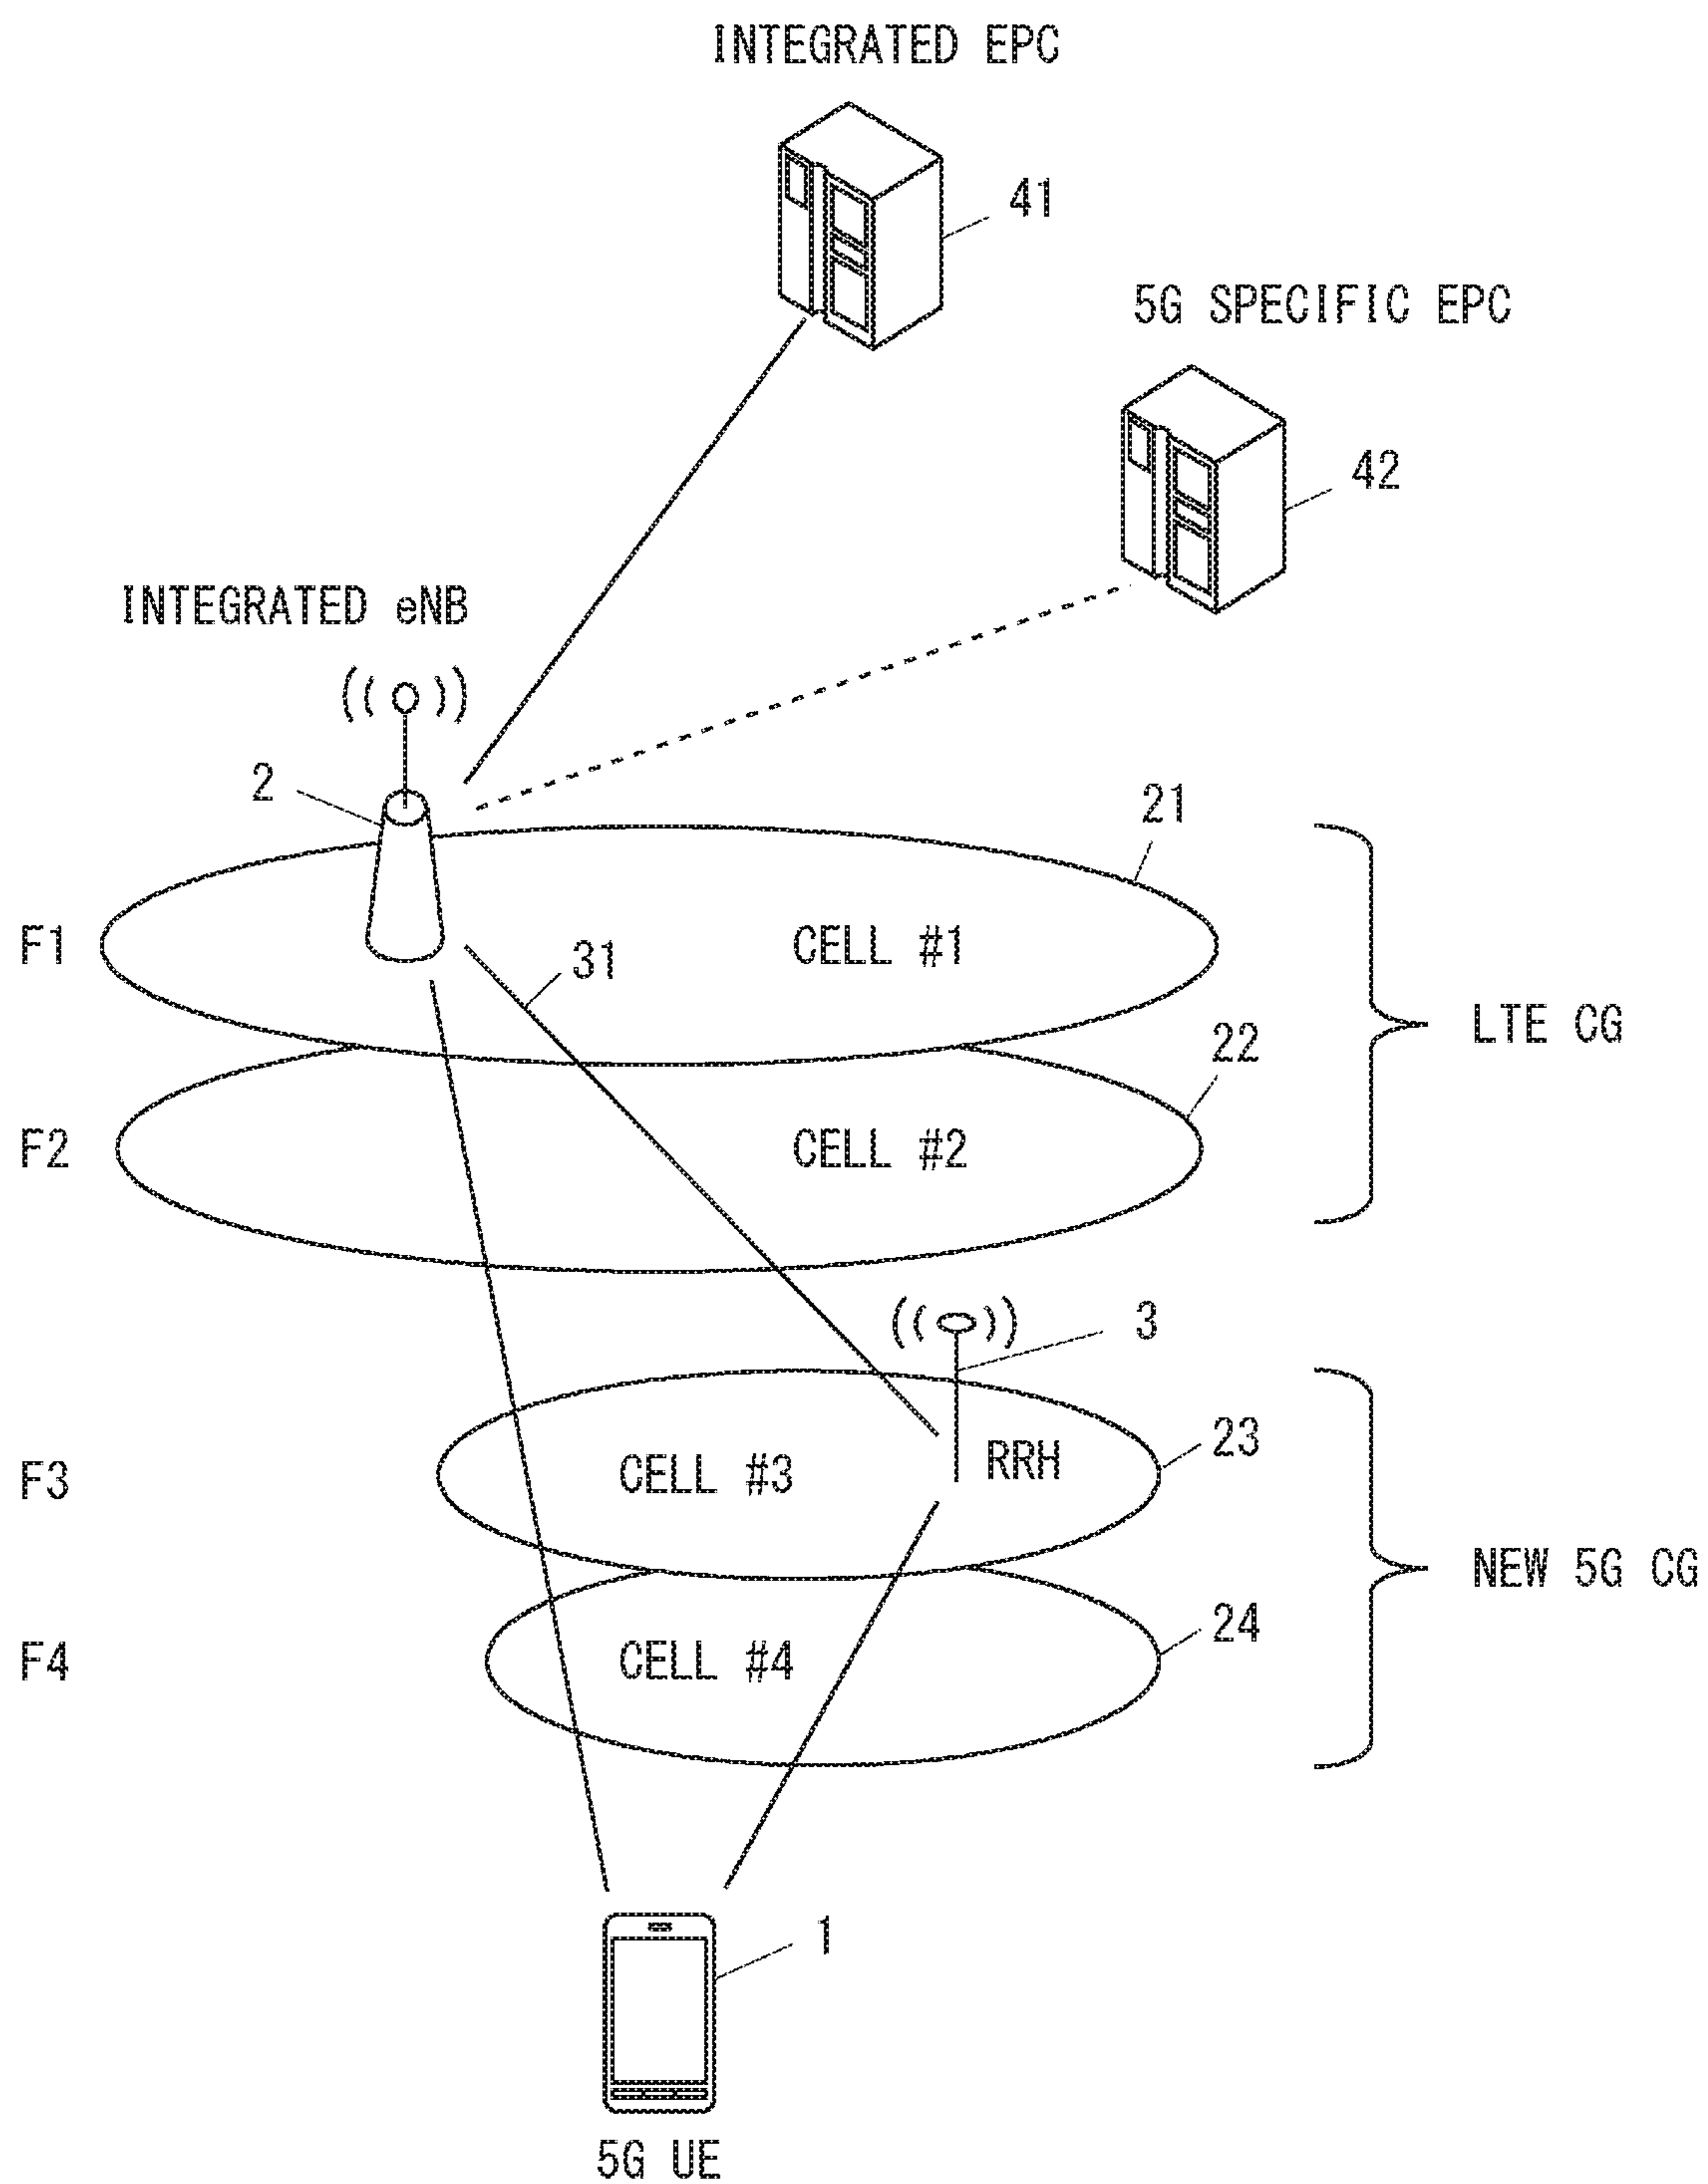 INTEGRATED EPC
41
5G SPECIFIC EPC
42
INTEGRATED eNB
2
21
F1
CELL #1
31
LTE CG
22
F2
CELL #2
3
23
F3
CELL #3
RRH
NEW 5G CG
24
F4
CELL #4
1
5G UE